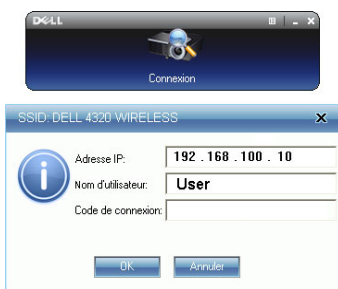 DELL
Connexion
SSID: DELL 4320 WIRELESS
Adresse IP: 192 . 168 . 100 . 10
Nom d'utilisateur: User
Code de connexion:
OK Annuler